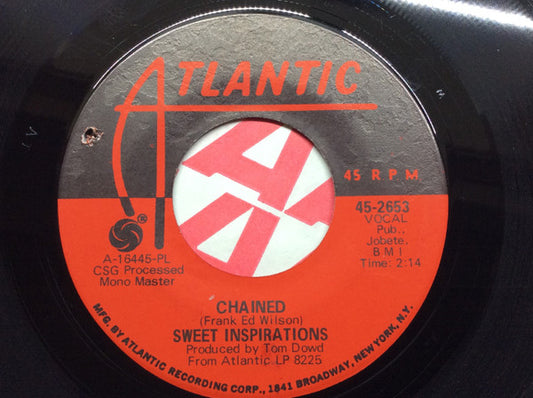 ATLANTIC
45 RPM
45-2653
VOCAL
Pub.,
Jobete,
BMI
Time: 2:14
®
A-16445-PL
CSG Processed
Mono Master
CHAINED
(Frank Ed Wilson)
SWEET INSPIRATIONS
Produced by Tom Dowd
From Atlantic LP 8225
MFG. BY ATLANTIC RECORDING CORP., 1841 BROADWAY, NEW YORK, N.Y.